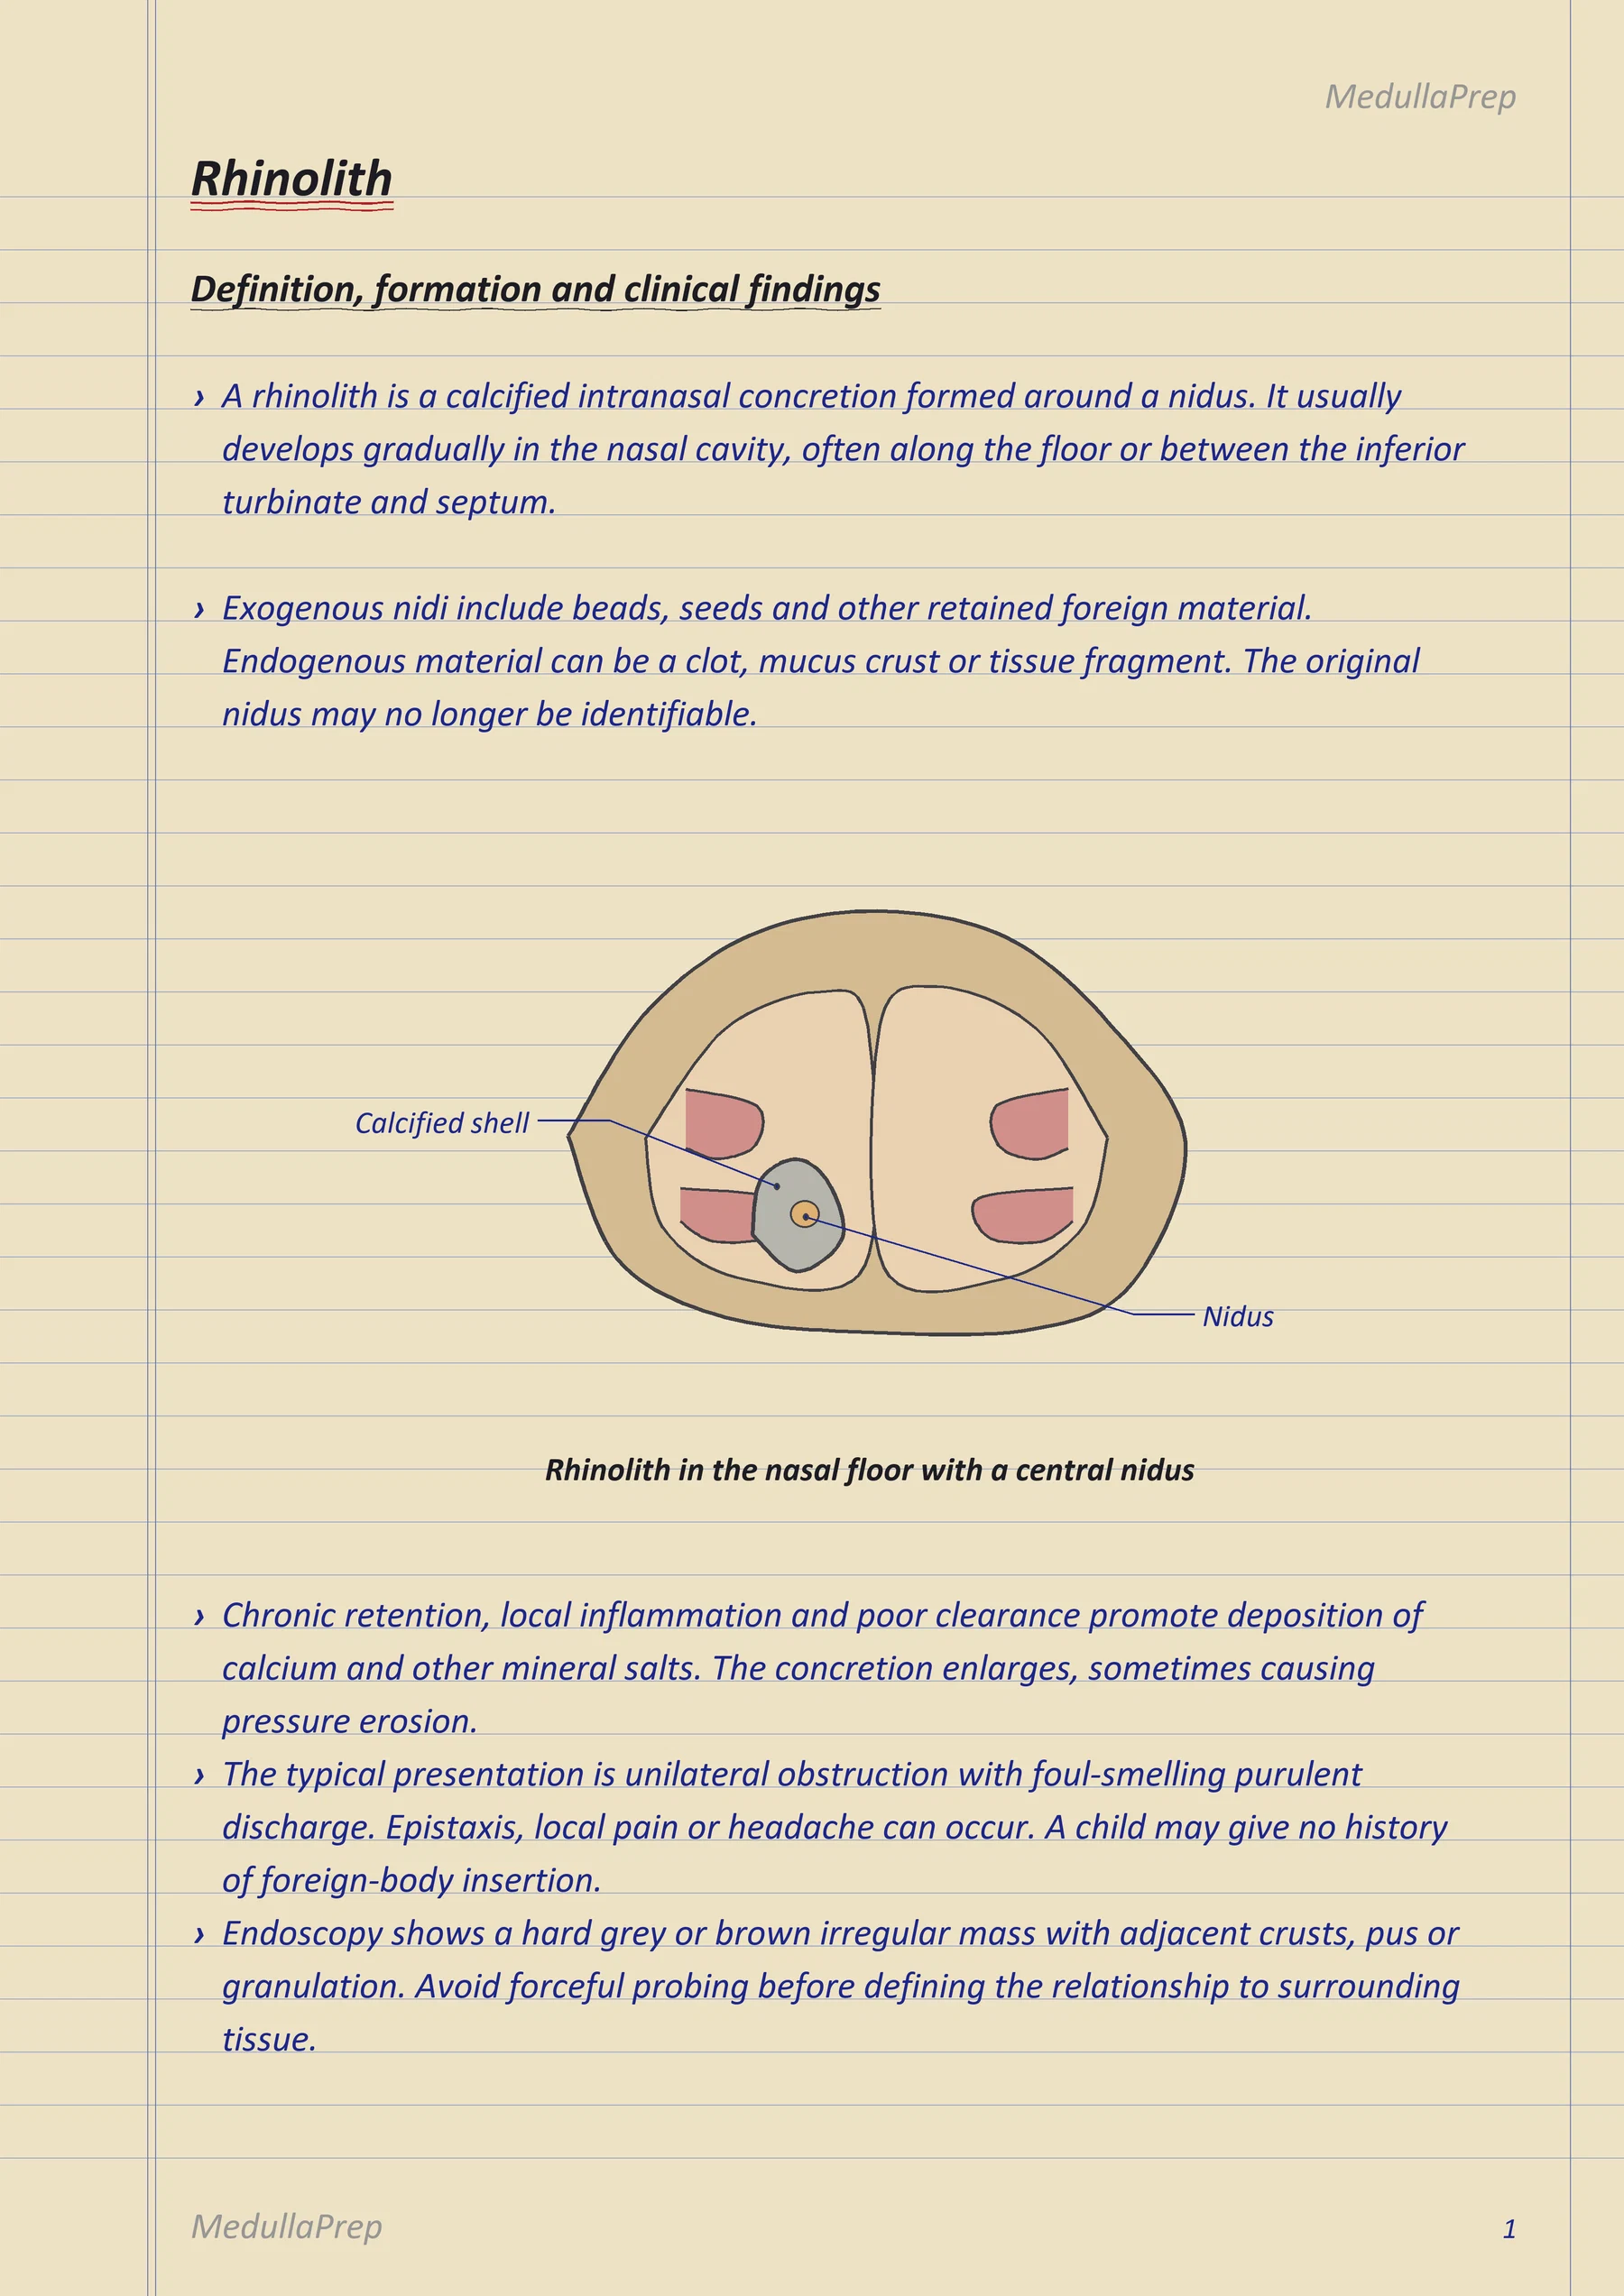 MedullaPrep
Rhinolith
Definition, formation and clinical findings
› A rhinolith is a calcified intranasal concretion formed around a nidus. It usually
develops gradually in the nasal cavity, often along the floor or between the inferior
turbinate and septum.
› Exogenous nidi include beads, seeds and other retained foreign material.
Endogenous material can be a clot, mucus crust or tissue fragment. The original
nidus may no longer be identifiable.
Calcified shell
Nidus
Rhinolith in the nasal floor with a central nidus
› Chronic retention, local inflammation and poor clearance promote deposition of
calcium and other mineral salts. The concretion enlarges, sometimes causing
pressure erosion.
› The typical presentation is unilateral obstruction with foul-smelling purulent
discharge. Epistaxis, local pain or headache can occur. A child may give no history
of foreign-body insertion.
› Endoscopy shows a hard grey or brown irregular mass with adjacent crusts, pus or
granulation. Avoid forceful probing before defining the relationship to surrounding
tissue.
MedullaPrep
1